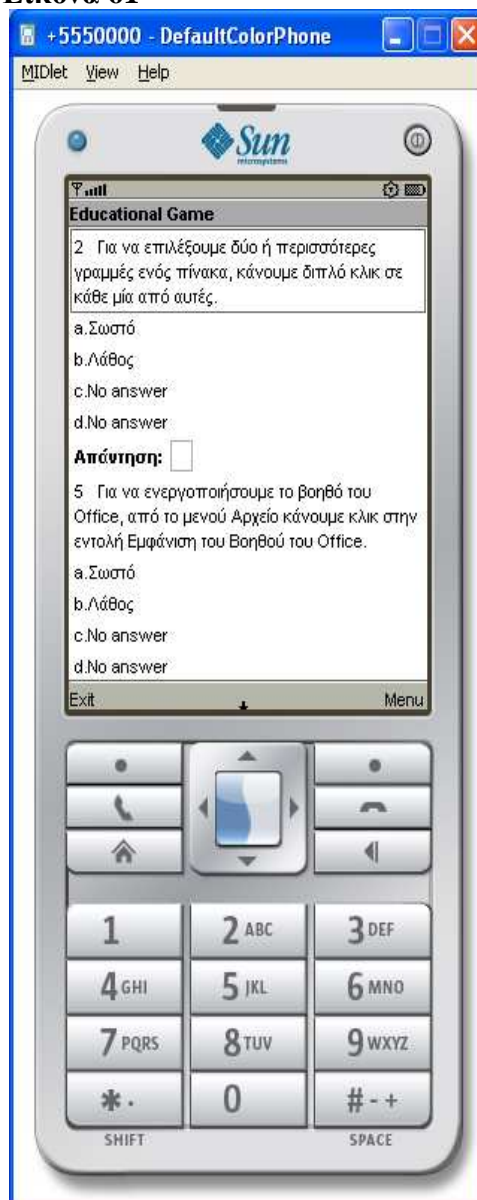 Εικόνα 61
+5550000 - DefaultColorPhone
MIDlet View Help
Sun
microsystems
Educational Game
2 Για να επιλέξουμε δύο ή περισσότερες
γραμμές ενός πίνακα, κάνουμε διπλό κλικ σε
κάθε μία από αυτές.
a.Σωστό
b.Λάθος
c.No answer
d.No answer
Απάντηση:
5 Για να ενεργοποιήσουμε το βοηθό του
Office, από το μενού Αρχείο κάνουμε κλικ στην
εντολή Εμφάνιση του Βοηθού του Office.
a.Σωστό
b.Λάθος
c.No answer
d.No answer
Exit Menu
1 2 ABC 3 DEF
4 GHI 5 JKL 6 MNO
7 PQRS 8 TUV 9 WXYZ
* . 0 # - +
SHIFT SPACE